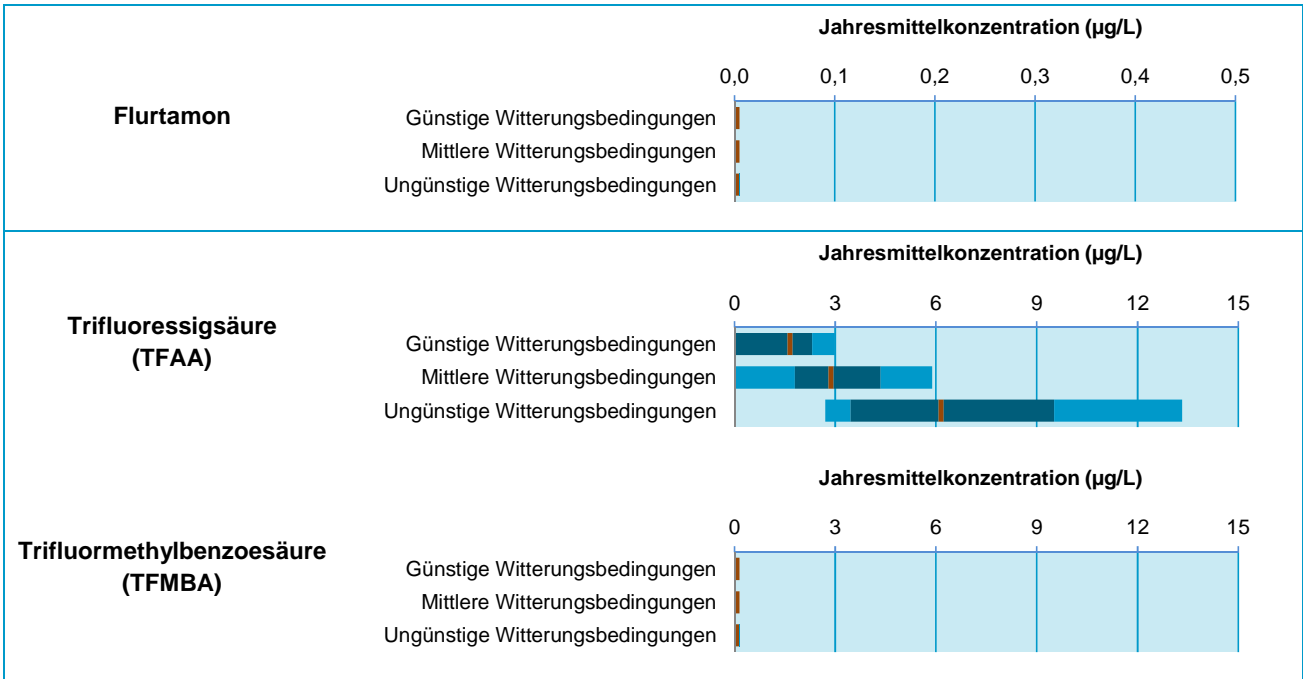 Jahresmittelkonzentration (µg/L)
0,0 0,1 0,2 0,3 0,4 0,5
Flurtamon
Günstige Witterungsbedingungen
Mittlere Witterungsbedingungen
Ungünstige Witterungsbedingungen
Jahresmittelkonzentration (µg/L)
0 3 6 9 12 15
Trifluoressigsäure
(TFAA)
Günstige Witterungsbedingungen
Mittlere Witterungsbedingungen
Ungünstige Witterungsbedingungen
Jahresmittelkonzentration (µg/L)
0 3 6 9 12 15
Trifluormethylbenzoesäure
(TFMBA)
Günstige Witterungsbedingungen
Mittlere Witterungsbedingungen
Ungünstige Witterungsbedingungen